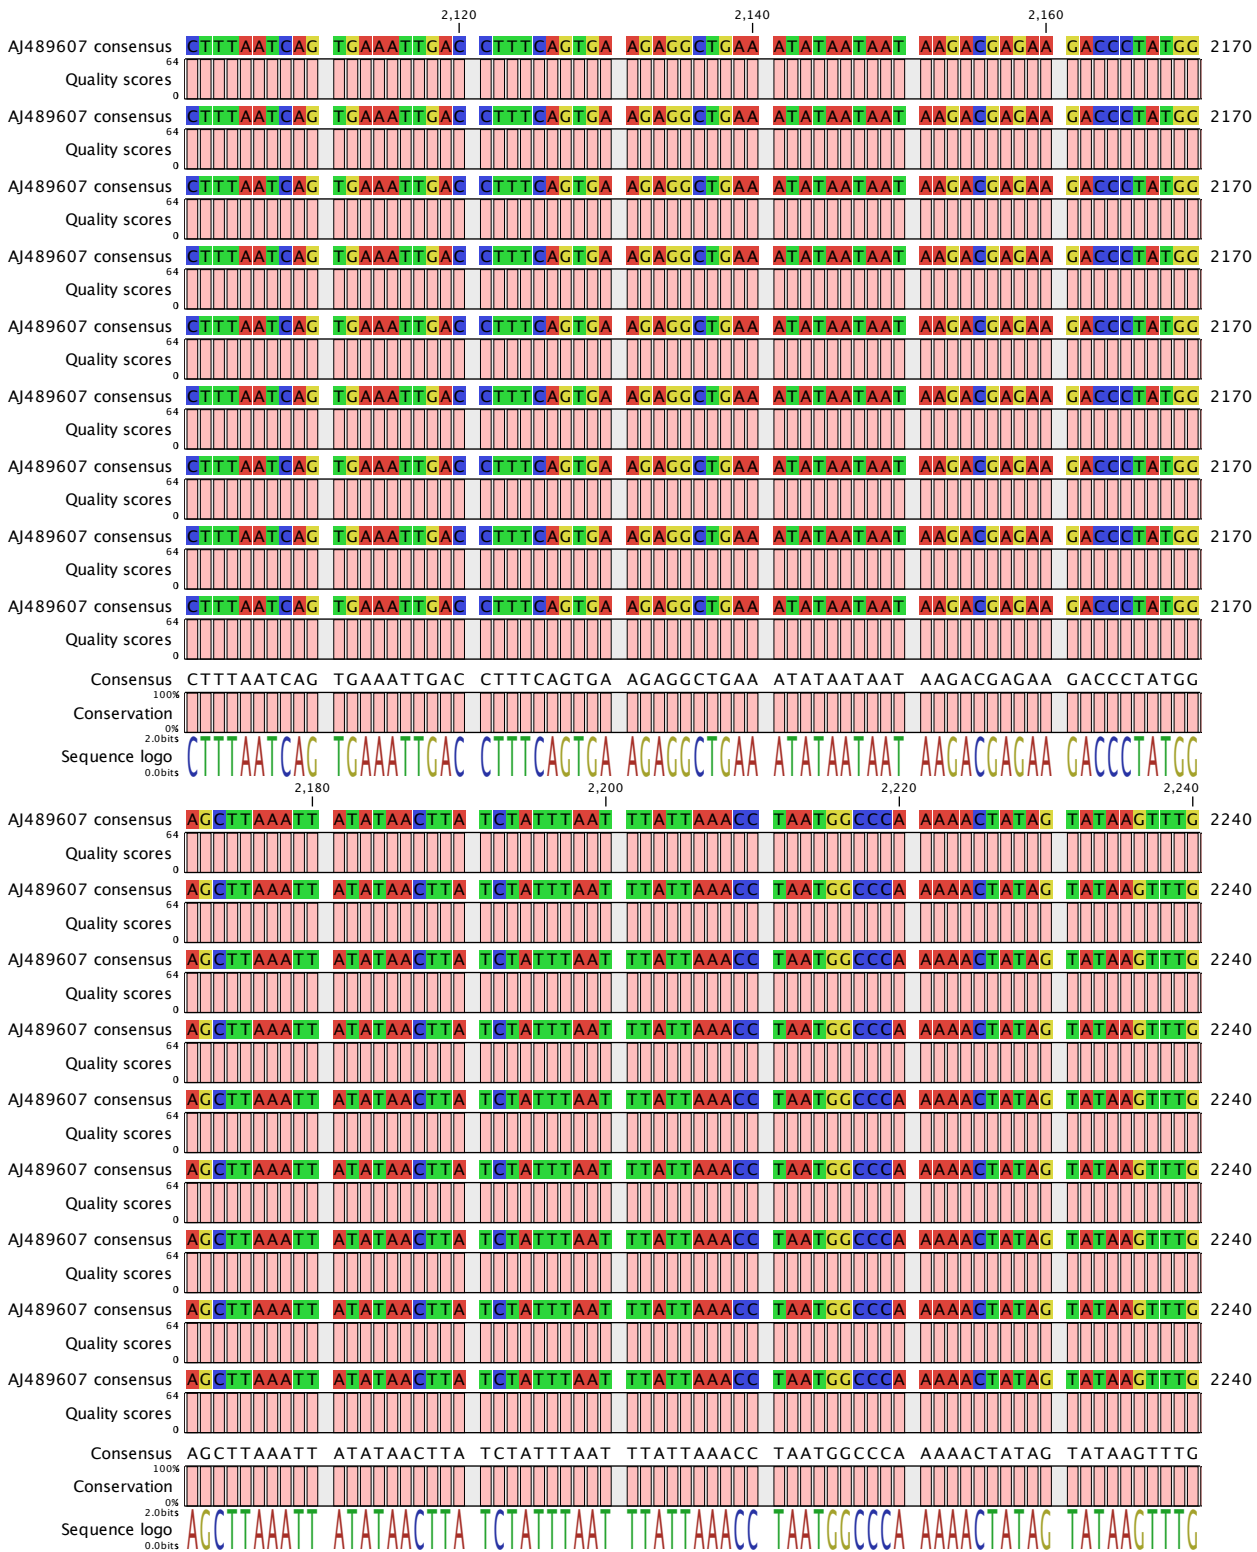 2,120 2,140 2,160
AJ489607 consensus CTTTAATCAG TGAAATTGAC CTTTCAGTGA AGAGGCTGAA ATATAATAAT AAGACGAGAA GACCCTATGG 2170
64
Quality scores
0
AJ489607 consensus CTTTAATCAG TGAAATTGAC CTTTCAGTGA AGAGGCTGAA ATATAATAAT AAGACGAGAA GACCCTATGG 2170
64
Quality scores
0
AJ489607 consensus CTTTAATCAG TGAAATTGAC CTTTCAGTGA AGAGGCTGAA ATATAATAAT AAGACGAGAA GACCCTATGG 2170
64
Quality scores
0
AJ489607 consensus CTTTAATCAG TGAAATTGAC CTTTCAGTGA AGAGGCTGAA ATATAATAAT AAGACGAGAA GACCCTATGG 2170
64
Quality scores
0
AJ489607 consensus CTTTAATCAG TGAAATTGAC CTTTCAGTGA AGAGGCTGAA ATATAATAAT AAGACGAGAA GACCCTATGG 2170
64
Quality scores
0
AJ489607 consensus CTTTAATCAG TGAAATTGAC CTTTCAGTGA AGAGGCTGAA ATATAATAAT AAGACGAGAA GACCCTATGG 2170
64
Quality scores
0
AJ489607 consensus CTTTAATCAG TGAAATTGAC CTTTCAGTGA AGAGGCTGAA ATATAATAAT AAGACGAGAA GACCCTATGG 2170
64
Quality scores
0
AJ489607 consensus CTTTAATCAG TGAAATTGAC CTTTCAGTGA AGAGGCTGAA ATATAATAAT AAGACGAGAA GACCCTATGG 2170
64
Quality scores
0
AJ489607 consensus CTTTAATCAG TGAAATTGAC CTTTCAGTGA AGAGGCTGAA ATATAATAAT AAGACGAGAA GACCCTATGG 2170
64
Quality scores
0
Consensus CTTTAATCAG TGAAATTGAC CTTTCAGTGA AGAGGCTGAA ATATAATAAT AAGACGAGAA GACCCTATGG
100%
Conservation
0%
2.0bits
Sequence logo CTTTAATCAG TGAAATTGAC CTTTCAGTGA AGAGGCTGAA ATATAATAAT AAGACGAGAA GACCCTATGG
0.0bits
2,180 2,200 2,220 2,240
AJ489607 consensus AGCTTAAATT ATATAACTTA TCTATTTAAT TTATTAAACC TAATGGCCCA AAAACTATAG TATAAGTTTG 2240
64
Quality scores
0
AJ489607 consensus AGCTTAAATT ATATAACTTA TCTATTTAAT TTATTAAACC TAATGGCCCA AAAACTATAG TATAAGTTTG 2240
64
Quality scores
0
AJ489607 consensus AGCTTAAATT ATATAACTTA TCTATTTAAT TTATTAAACC TAATGGCCCA AAAACTATAG TATAAGTTTG 2240
64
Quality scores
0
AJ489607 consensus AGCTTAAATT ATATAACTTA TCTATTTAAT TTATTAAACC TAATGGCCCA AAAACTATAG TATAAGTTTG 2240
64
Quality scores
0
AJ489607 consensus AGCTTAAATT ATATAACTTA TCTATTTAAT TTATTAAACC TAATGGCCCA AAAACTATAG TATAAGTTTG 2240
64
Quality scores
0
AJ489607 consensus AGCTTAAATT ATATAACTTA TCTATTTAAT TTATTAAACC TAATGGCCCA AAAACTATAG TATAAGTTTG 2240
64
Quality scores
0
AJ489607 consensus AGCTTAAATT ATATAACTTA TCTATTTAAT TTATTAAACC TAATGGCCCA AAAACTATAG TATAAGTTTG 2240
64
Quality scores
0
AJ489607 consensus AGCTTAAATT ATATAACTTA TCTATTTAAT TTATTAAACC TAATGGCCCA AAAACTATAG TATAAGTTTG 2240
64
Quality scores
0
AJ489607 consensus AGCTTAAATT ATATAACTTA TCTATTTAAT TTATTAAACC TAATGGCCCA AAAACTATAG TATAAGTTTG 2240
64
Quality scores
0
Consensus AGCTTAAATT ATATAACTTA TCTATTTAAT TTATTAAACC TAATGGCCCA AAAACTATAG TATAAGTTTG
100%
Conservation
0%
2.0bits
Sequence logo AGCTTAAATT ATATAACTTA TCTATTTAAT TTATTAAACC TAATGGCCCA AAAACTATAG TATAAGTTTG
0.0bits